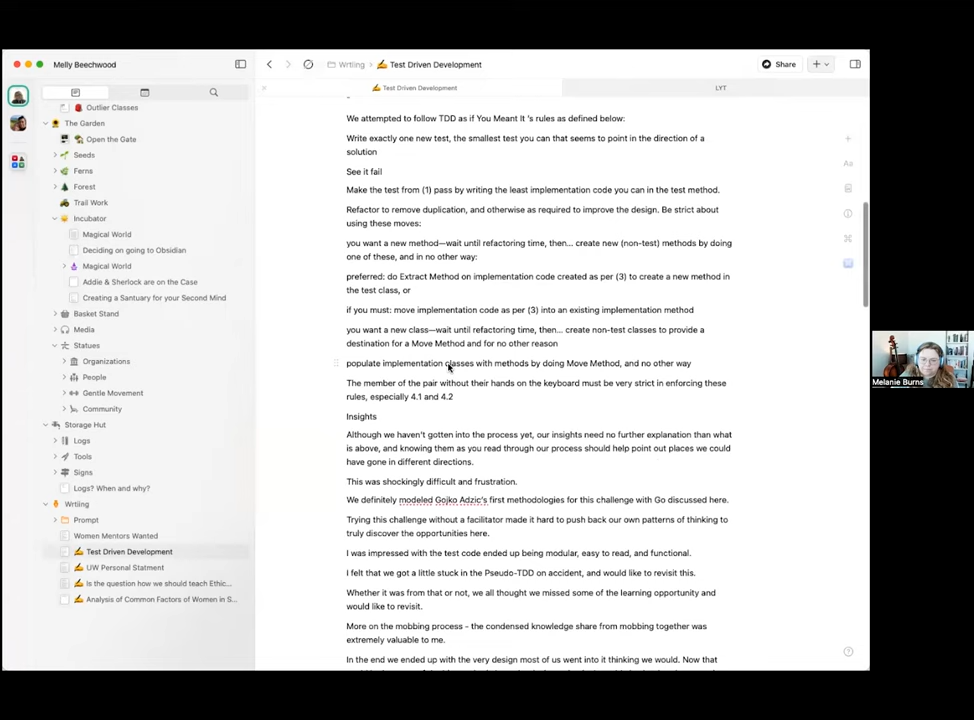 Melly Beechwood
Writing / ✍️ Test Driven Development
Share
✍️ Test Driven Development
LYT
Outlier Classes
The Garden
Open the Gate
Seeds
Ferns
Forest
Trail Work
Incubator
Magical World
Deciding on going to Obsidian
Magical World
Addie & Sherlock are on the Case
Creating a Santuary for your Second Mind
Basket Stand
Media
Statues
Organizations
People
Gentle Movement
Community
Storage Hut
Logs
Tools
Signs
Logs? When and why?
Writing
Prompt
Women Mentors Wanted
✍️ Test Driven Development
✍️ UW Personal Statment
✍️ Is the question how we should teach Ethic...
✍️ Analysis of Common Factors of Women in S...
We attempted to follow TDD as if You Meant It 's rules as defined below:
Write exactly one new test, the smallest test you can that seems to point in the direction of a
solution
See it fail
Make the test from (1) pass by writing the least implementation code you can in the test method.
Refactor to remove duplication, and otherwise as required to improve the design. Be strict about
using these moves:
you want a new method—wait until refactoring time, then... create new (non-test) methods by doing
one of these, and in no other way:
preferred: do Extract Method on implementation code created as per (3) to create a new method in
the test class, or
if you must: move implementation code as per (3) into an existing implementation method
you want a new class—wait until refactoring time, then... create non-test classes to provide a
destination for a Move Method and for no other reason
populate implementation classes with methods by doing Move Method, and no other way
The member of the pair without their hands on the keyboard must be very strict in enforcing these
rules, especially 4.1 and 4.2
Insights
Although we haven't gotten into the process yet, our insights need no further explanation than what
is above, and knowing them as you read through our process should help point out places we could
have gone in different directions.
This was shockingly difficult and frustration.
We definitely modeled Gojko Adzic's first methodologies for this challenge with Go discussed here.
Trying this challenge without a facilitator made it hard to push back our own patterns of thinking to
truly discover the opportunities here.
I was impressed with the test code ended up being modular, easy to read, and functional.
I felt that we got a little stuck in the Pseudo-TDD on accident, and would like to revisit this.
Whether it was from that or not, we all thought we missed some of the learning opportunity and
would like to revisit.
More on the mobbing process - the condensed knowledge share from mobbing together was
extremely valuable to me.
In the end we ended up with the very design most of us went into it thinking we would. Now that
Aa
Melanie Burns